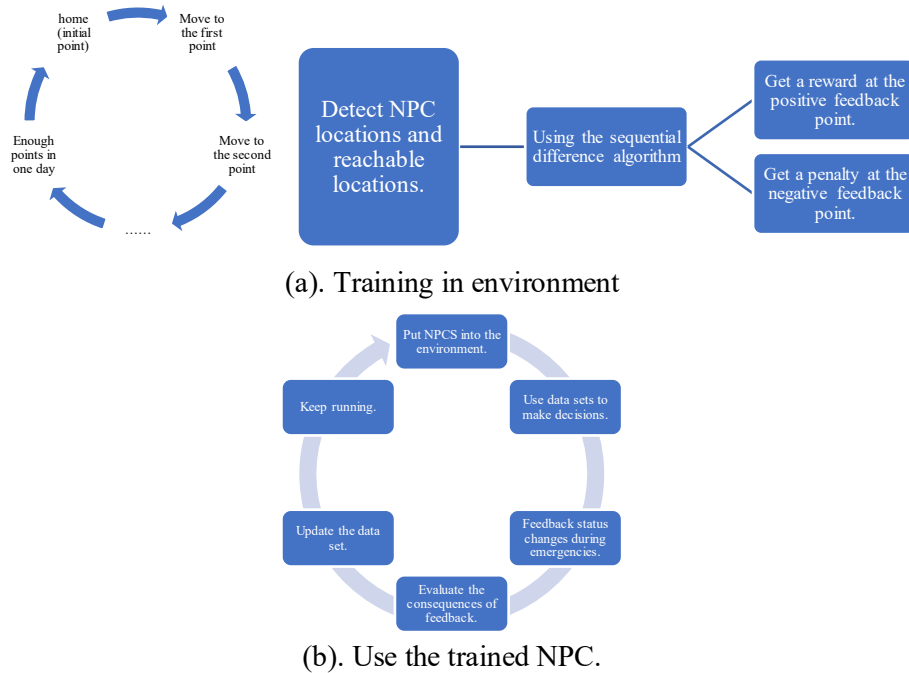 home
(initial
point)
Move to
the first
point
Move to
the second
point
......
Enough
points in
one day
Detect NPC
locations and
reachable
locations.
Using the sequential
difference algorithm
Get a reward at the
positive feedback
point.
Get a penalty at the
negative feedback
point.
(a). Training in environment
Put NPCS into the
environment.
Use data sets to
make decisions.
Feedback status
changes during
emergencies.
Evaluate the
consequences of
feedback.
Update the data
set.
Keep running.
(b). Use the trained NPC.